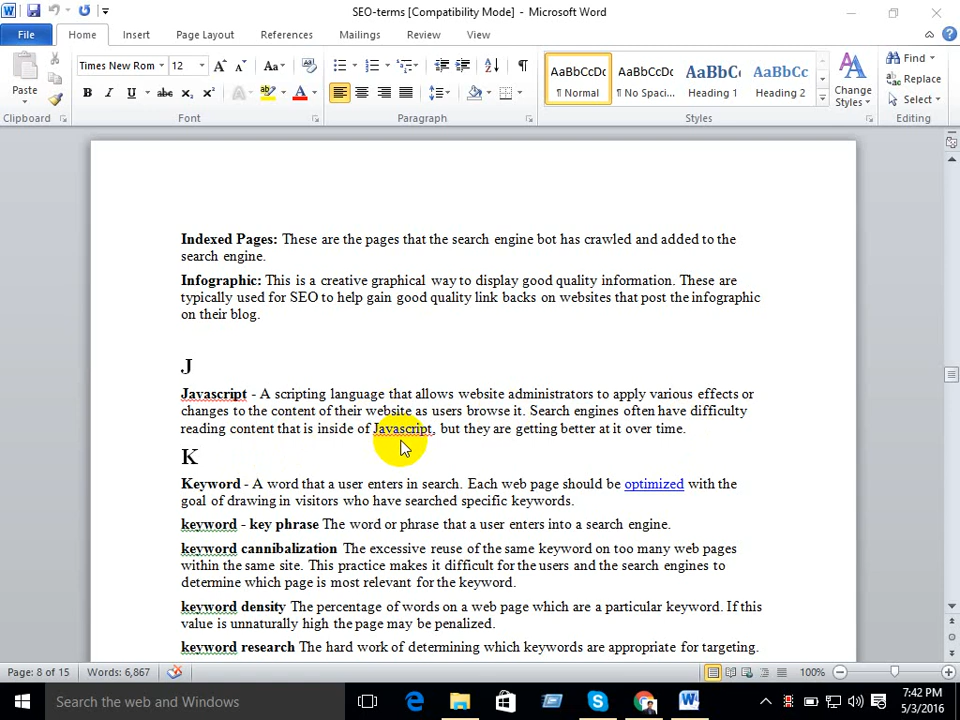 SEO-terms [Compatibility Mode] - Microsoft Word
File Home Insert Page Layout References Mailings Review View
Times New Rom 12 Aa
Paste
B I U abc x₂ x² A
AaBbCcDc AaBbCcDc AaBbC AaBbCc
¶ Normal ¶ No Spaci... Heading 1 Heading 2
Change
Styles
Find
Replace
Select
Clipboard Font Paragraph Styles Editing
Indexed Pages: These are the pages that the search engine bot has crawled and added to the
search engine.
Infographic: This is a creative graphical way to display good quality information. These are
typically used for SEO to help gain good quality link backs on websites that post the infographic
on their blog.
J
Javascript - A scripting language that allows website administrators to apply various effects or
changes to the content of their website as users browse it. Search engines often have difficulty
reading content that is inside of Javascript, but they are getting better at it over time.
K
Keyword - A word that a user enters in search. Each web page should be optimized with the
goal of drawing in visitors who have searched specific keywords.
keyword - key phrase The word or phrase that a user enters into a search engine.
keyword cannibalization The excessive reuse of the same keyword on too many web pages
within the same site. This practice makes it difficult for the users and the search engines to
determine which page is most relevant for the keyword.
keyword density The percentage of words on a web page which are a particular keyword. If this
value is unnaturally high the page may be penalized.
keyword research The hard work of determining which keywords are appropriate for targeting.
Page: 8 of 15 Words: 6,867 100%
Search the web and Windows
7:42 PM
5/3/2016